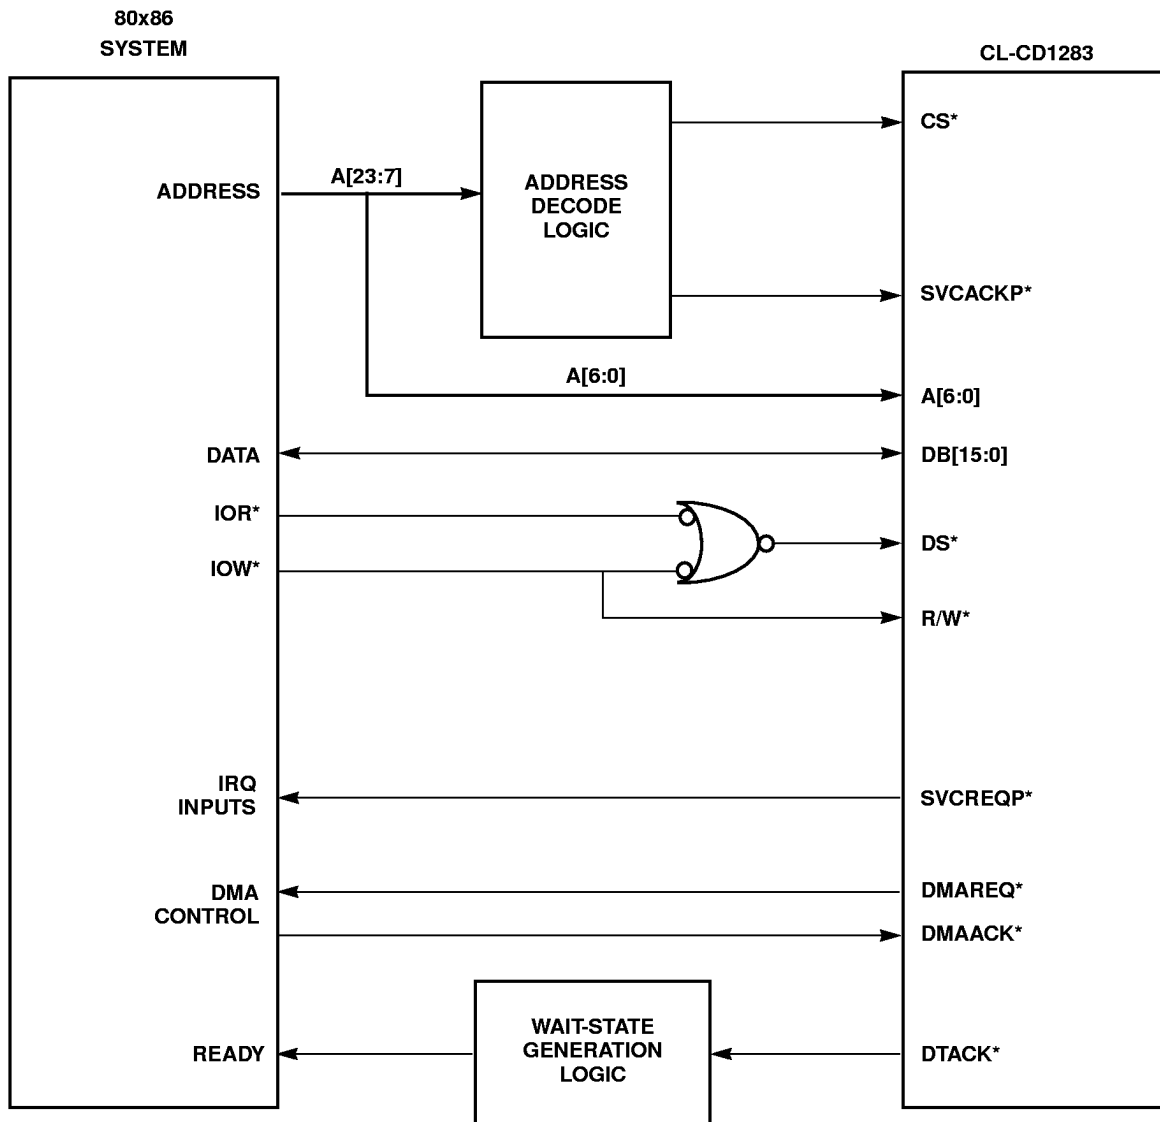 80x86
SYSTEM
CL-CD1283
CS*
ADDRESS
A[23:7]
ADDRESS
DECODE
LOGIC
SVCACKP*
A[6:0]
A[6:0]
DATA
DB[15:0]
IOR*
DS*
IOW*
R/W*
IRQ
INPUTS
SVCREQP*
DMA
CONTROL
DMAREQ*
DMAACK*
READY
WAIT-STATE
GENERATION
LOGIC
DTACK*